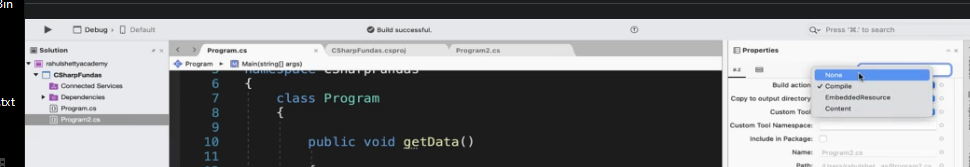 Bin
.txt
Debug › Default
Build successful.
Press '⌘.' to search
Solution
rahulshettyacademy
CSharpFundas
Connected Services
Dependencies
Program.cs
Program2.cs
Program.cs
CSharpFundas.csproj
Program2.cs
Program › Main(string[] args)
5 namespace CSharpFundas
6 {
7 class Program
8 {
9
10 public void getData()
11 {
Properties
Build action
Copy to output directory
Custom Tool
Custom Tool Namespace:
Include in Package:
Name: Program2.cs
Path:
None
✓ Compile
EmbeddedResource
Content